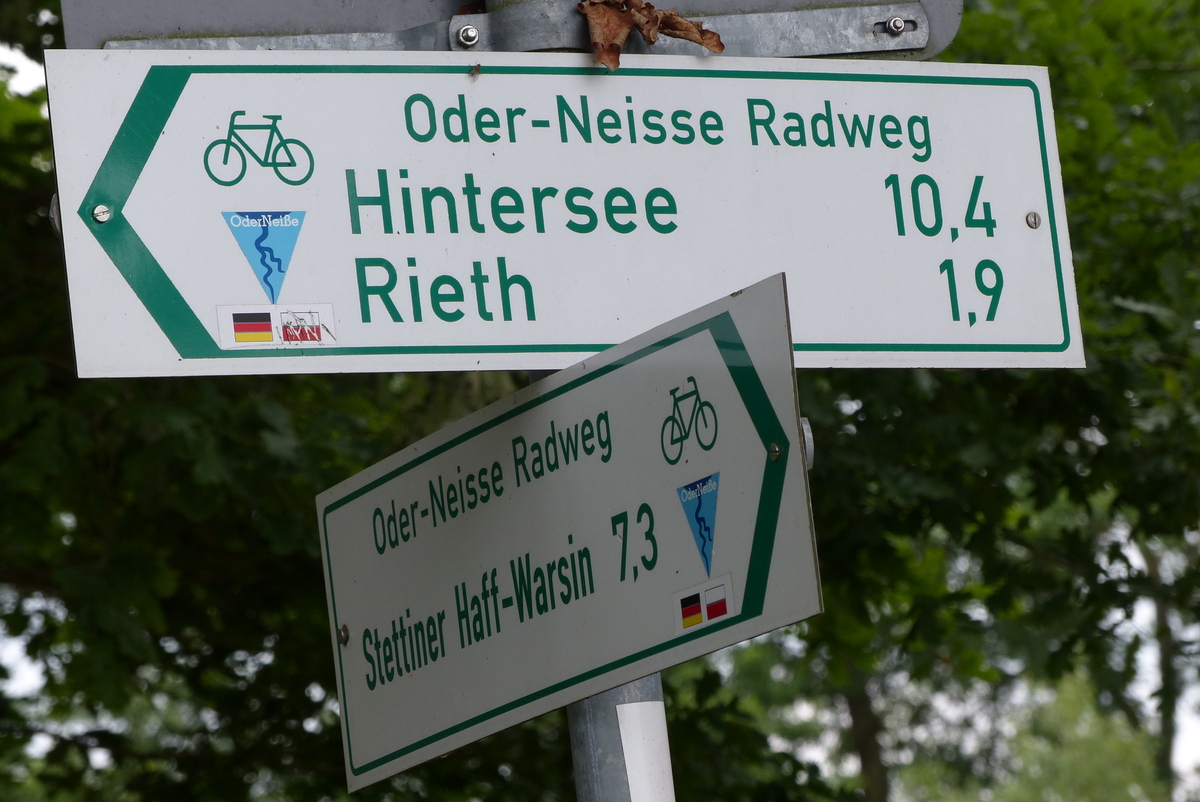 Oder-Neisse Radweg
Hintersee 10,4
Rieth 1,9
OderNeiße
Oder-Neisse Radweg
Stettiner Haff-Warsin 7,3
OderNeiße